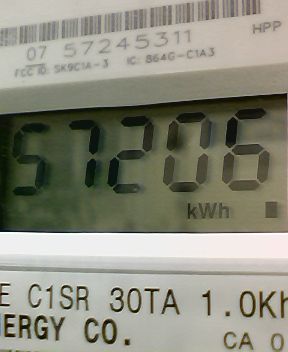 07 57245311
HPP
FCC ID: SK9C1A-3 IC: 864G-C1A3
57206
kWh
E C1SR 30TA 1.0Kh
ERGY CO.
CA 0